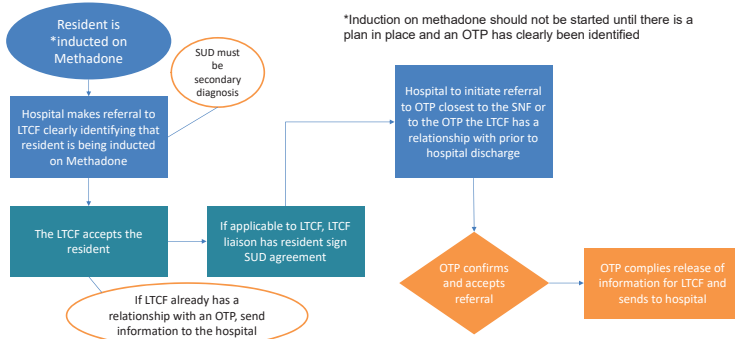 Resident is
*inducted on
Methadone
*Induction on methadone should not be started until there is a
plan in place and an OTP has clearly been identified
SUD must
be
secondary
diagnosis
Hospital makes referral to
LTCF clearly identifying that
resident is being inducted
on Methadone
Hospital to initiate referral
to OTP closest to the SNF or
to the OTP the LTCF has a
relationship with prior to
hospital discharge
The LTCF accepts the
resident
If applicable to LTCF, LTCF
liaison has resident sign
SUD agreement
If LTCF already has a
relationship with an OTP, send
information to the hospital
OTP confirms
and accepts
referral
OTP complies release of
information for LTCF and
sends to hospital